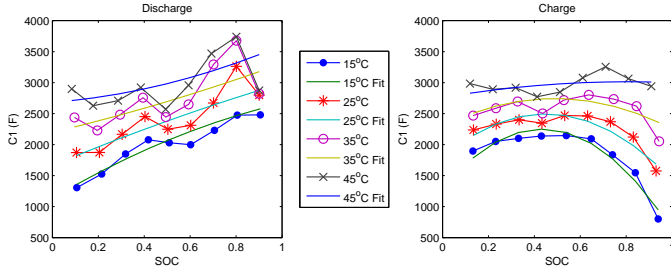 Discharge
4000
3500
3000
2500
2000
1500
1000
500
C1 (F)
0
0.2
0.4
0.6
0.8
1
SOC
15°C
15°C Fit
25°C
25°C Fit
35°C
35°C Fit
45°C
45°C Fit
Charge
4000
3500
3000
2500
2000
1500
1000
500
C1 (F)
0
0.2
0.4
0.6
0.8
1
SOC